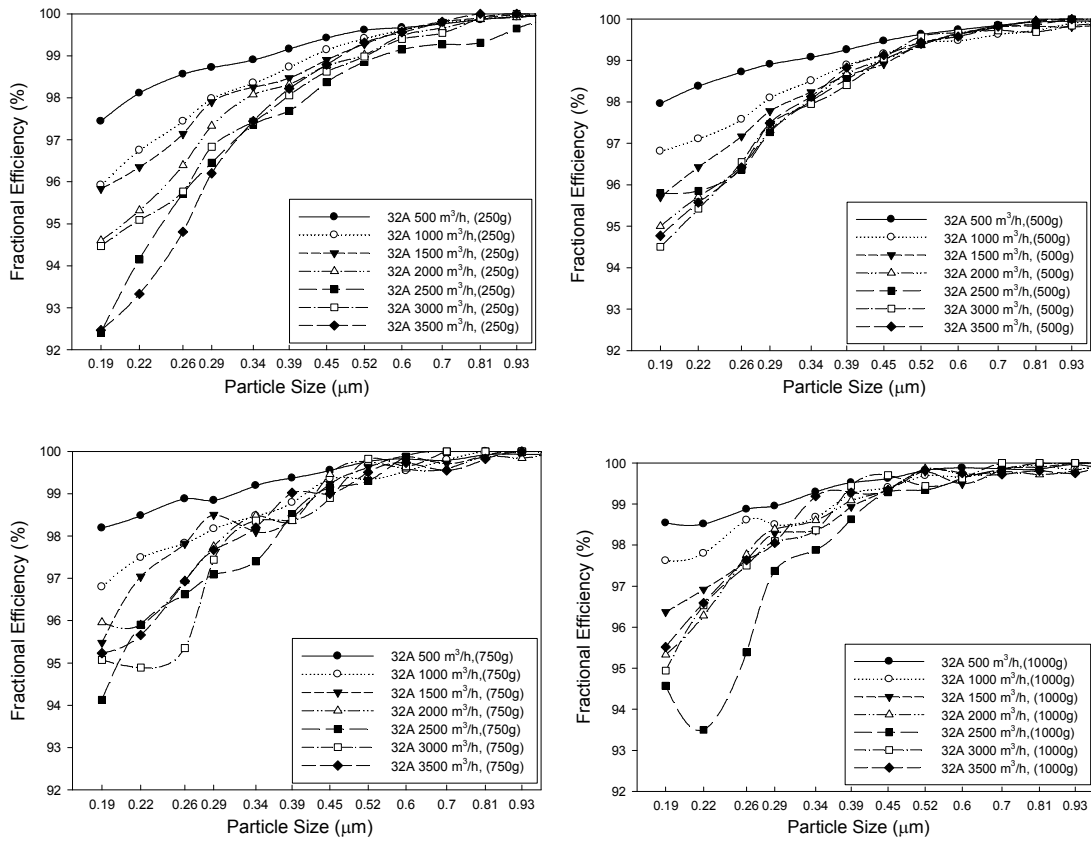 Fractional Efficiency (%)
100
99
98
97
96
95
94
93
92
0.19 0.22 0.26 0.29 0.34 0.39 0.45 0.52 0.6 0.7 0.81 0.93
Particle Size (μm)
32A 500 m³/h, (250g)
32A 1000 m³/h, (250g)
32A 1500 m³/h, (250g)
32A 2000 m³/h, (250g)
32A 2500 m³/h, (250g)
32A 3000 m³/h, (250g)
32A 3500 m³/h, (250g)
Fractional Efficiency (%)
100
99
98
97
96
95
94
93
92
0.19 0.22 0.26 0.29 0.34 0.39 0.45 0.52 0.6 0.7 0.81 0.93
Particle Size (μm)
32A 500 m³/h,(500g)
32A 1000 m³/h,(500g)
32A 1500 m³/h, (500g)
32A 2000 m³/h, (500g)
32A 2500 m³/h, (500g)
32A 3000 m³/h, (500g)
32A 3500 m³/h, (500g)
Fractional Efficiency (%)
100
99
98
97
96
95
94
93
92
0.19 0.22 0.26 0.29 0.34 0.39 0.45 0.52 0.6 0.7 0.81 0.93
Particle Size (μm)
32A 500 m³/h,(750g)
32A 1000 m³/h,(750g)
32A 1500 m³/h, (750g)
32A 2000 m³/h, (750g)
32A 2500 m³/h, (750g)
32A 3000 m³/h, (750g)
32A 3500 m³/h, (750g)
Fractional Efficiency (%)
100
99
98
97
96
95
94
93
92
0.19 0.22 0.26 0.29 0.34 0.39 0.45 0.52 0.6 0.7 0.81 0.93
Particle Size (μm)
32A 500 m³/h,(1000g)
32A 1000 m³/h,(1000g)
32A 1500 m³/h, (1000g)
32A 2000 m³/h, (1000g)
32A 2500 m³/h, (1000g)
32A 3000 m³/h, (1000g)
32A 3500 m³/h, (1000g)